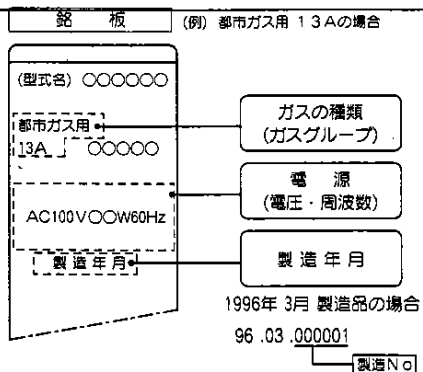 銘 板
(例) 都市ガス用 13Aの場合
(型式名) ○○○○○○
都市ガス用
13A ○○○○○
ガスの種類
(ガスグループ)
電 源
(電圧・周波数)
AC100V○○W60Hz
製造年月
製造年月
1996年 3月 製造品の場合
96.03.000001
製造No